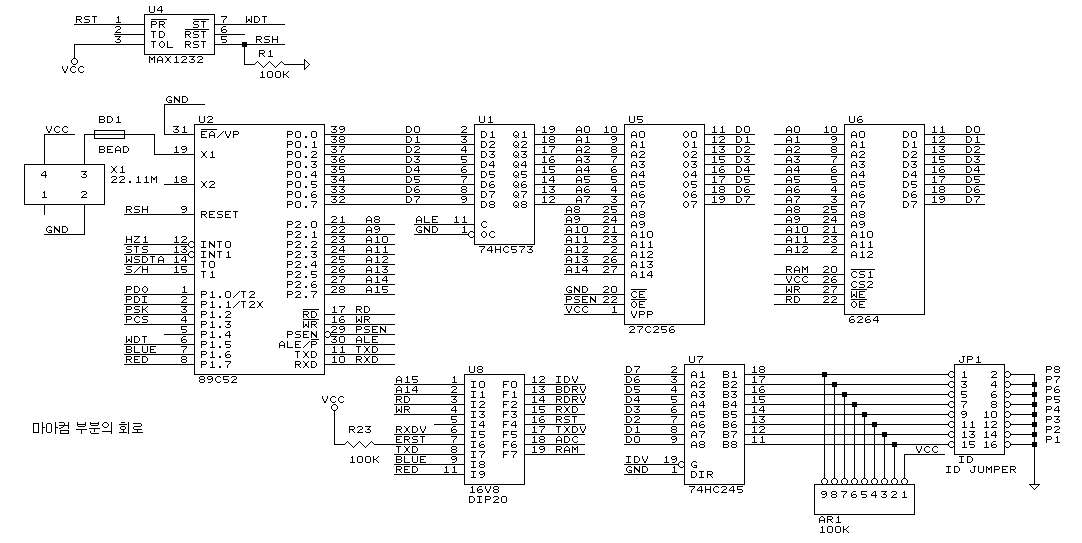 U4
RST 1 PR ST 7 WDT
2 TD RST 6
3 TOL RST 5 RSH
MAX1232
VCC
R1
100K
GND
VCC
BD1
BEAD
4 3
1 2
X1
22.11M
GND
U2
31 EA/VP
19 X1
18 X2
RSH 9 RESET
HZ1 12 INT0
STS 13 INT1
WSDTA 14 T0
S/H 15 T1
PD0 1 P1.0/T2
PDI 2 P1.1/T2X
PSK 3 P1.2
PCS 4 P1.3
5 P1.4
WDT 6 P1.5
BLUE 7 P1.6
RED 8 P1.7
P0.0 39 D0
P0.1 38 D1
P0.2 37 D2
P0.3 36 D3
P0.4 35 D4
P0.5 34 D5
P0.6 33 D6
P0.7 32 D7
P2.0 21 A8
P2.1 22 A9
P2.2 23 A10
P2.3 24 A11
P2.4 25 A12
P2.5 26 A13
P2.6 27 A14
P2.7 28 A15
RD 17 RD
WR 16 WR
PSEN 29 PSEN
ALE/P 30 ALE
TXD 11 TXD
RXD 10 RXD
89C52
U1
2 D1 Q1 19 A0
3 D2 Q2 18 A1
4 D3 Q3 17 A2
5 D4 Q4 16 A3
6 D5 Q5 15 A4
7 D6 Q6 14 A5
8 D7 Q7 13 A6
9 D8 Q8 12 A7
ALE 11 C
GND 1 OC
74HC573
U5
10 A0 O0 11 D0
9 A1 O1 12 D1
8 A2 O2 13 D2
7 A3 O3 15 D3
6 A4 O4 16 D4
5 A5 O5 17 D5
4 A6 O6 18 D6
3 A7 O7 19 D7
A8 25 A8
A9 24 A9
A10 21 A10
A11 23 A11
A12 2 A12
A13 26 A13
A14 27 A14
GND 20 CE
PSEN 22 OE
VCC 1 VPP
27C256
U6
A0 10 A0 D0 11 D0
A1 9 A1 D1 12 D1
A2 8 A2 D2 13 D2
A3 7 A3 D3 15 D3
A4 6 A4 D4 16 D4
A5 5 A5 D5 17 D5
A6 4 A6 D6 18 D6
A7 3 A7 D7 19 D7
A8 25 A8
A9 24 A9
A10 21 A10
A11 23 A11
A12 2 A12
RAM 20 CS1
VCC 26 CS2
WR 27 WE
RD 22 OE
6264
마이컴 부분의 회로
VCC
R23
100K
U8
A15 1 I0 F0 12 IDV
A14 2 I1 F1 13 BDRV
RD 3 I2 F2 14 RDRV
WR 4 I3 F3 15 RXD
5 I4 F4 16 RST
RXDV 6 I5 F5 17 TXDV
ERST 7 I6 F6 18 ADC
TXD 8 I7 F7 19 RAM
BLUE 9 I8
RED 11 I9
16V8
DIP20
U7
D7 2 A1 B1 18
D6 3 A2 B2 17
D5 4 A3 B3 16
D4 5 A4 B4 15
D3 6 A5 B5 14
D2 7 A6 B6 13
D1 8 A7 B7 12
D0 9 A8 B8 11
IDV 19 G
GND 1 DIR
74HC245
JP1
1 2 P8
3 4 P7
5 6 P6
7 8 P5
9 10 P4
11 12 P3
13 14 P2
15 16 P1
ID
ID JUMPER
VCC
987654321
AR1
100K